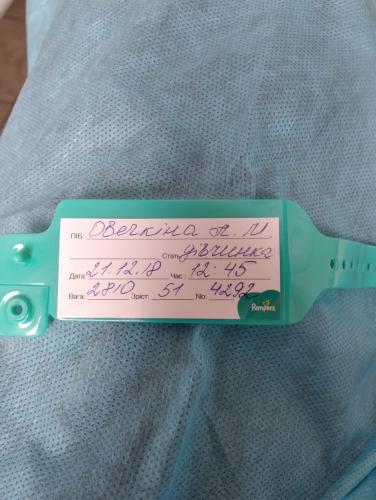 ПІБ: Овечкіна А. М
Стать дівчинка
Дата 21.12.18 Час 12:45
Вага: 2810 Зріст: 51 No: 4292
Pampers